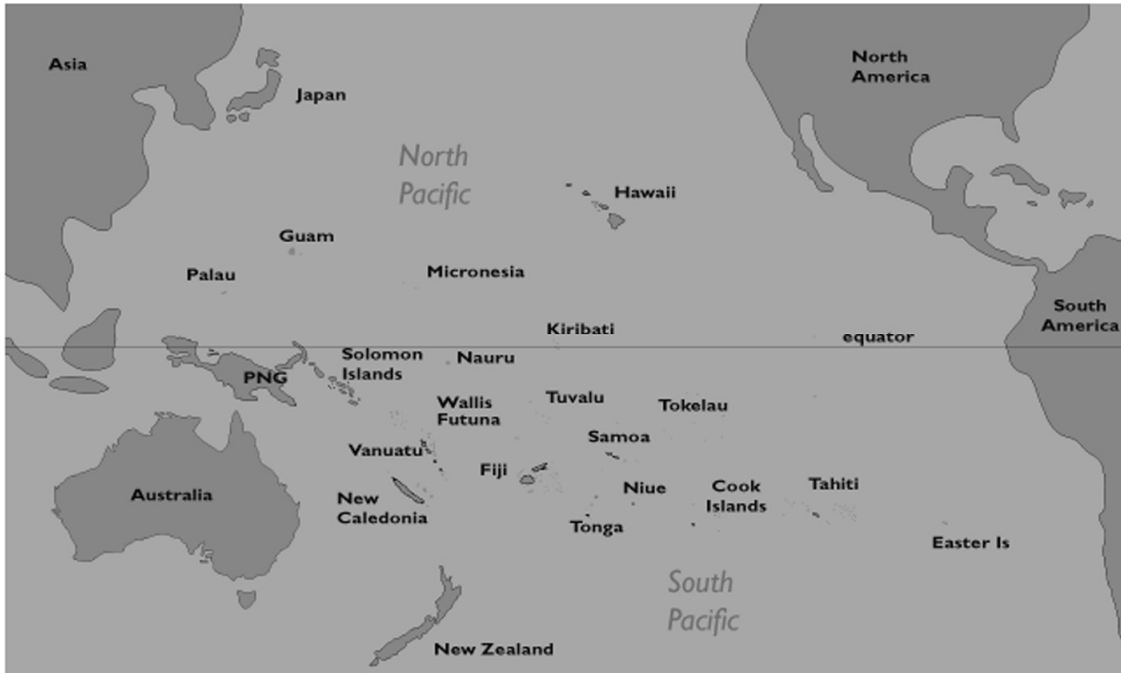 Asia
North
America
Japan
North
Pacific
Hawaii
Guam
Palau
Micronesia
South
America
Kiribati
equator
Solomon
Islands
Nauru
PNG
Wallis
Futuna
Tuvalu
Tokelau
Samoa
Vanuatu
Fiji
Australia
New
Caledonia
Niue
Cook
Islands
Tahiti
Tonga
Easter Is
South
Pacific
New Zealand